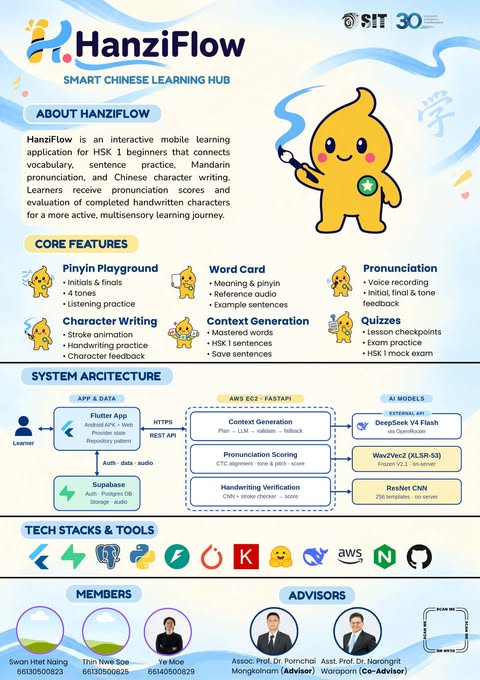 HanziFlow
SMART CHINESE LEARNING HUB
SIT
30
学
ABOUT HANZIFLOW
HanziFlow is an interactive mobile learning
application for HSK 1 beginners that connects
vocabulary, sentence practice, Mandarin
pronunciation, and Chinese character writing.
Learners receive pronunciation scores and
evaluation of completed handwritten characters
for a more active, multisensory learning journey.
CORE FEATURES
Pinyin Playground
• Initials & finals
• 4 tones
• Listening practice
Word Card
• Meaning & pinyin
• Reference audio
• Example sentences
Pronunciation
• Voice recording
• Initial, final & tone
feedback
Character Writing
• Stroke animation
• Handwriting practice
• Character feedback
Context Generation
• Mastered words
• HSK 1 sentences
• Save sentences
Quizzes
• Lesson checkpoints
• Exam practice
• HSK 1 mock exam
SYSTEM ARCITECTURE
APP & DATA
AWS EC2 · FASTAPI
AI MODELS
Learner
Flutter App
Android APK + Web
Provider state
Repository pattern
HTTPS
REST API
Auth · data · audio
Supabase
Auth · Postgres DB
Storage · audio
Context Generation
Plan → LLM → validate → fallback
Pronunciation Scoring
CTC alignment · tone & pitch → score
Handwriting Verification
CNN + stroke checker → score
EXTERNAL API
DeepSeek V4 Flash
via OpenRouter
Wav2Vec2 (XLSR-53)
Frozen V2.1 · on-server
ResNet CNN
256 templates · on-server
TECH STACKS & TOOLS
K
aws
N
MEMBERS
Swan Htet Naing
66130500823
Thin Nwe Soe
66130500829
Ye Moe
66140500829
ADVISORS
Assoc. Prof. Dr. Pornchai
Mongkolnam (Advisor)
Asst. Prof. Dr. Narongrit
Waraporn (Co-Advisor)
SCAN ME
SCAN ME
SCAN ME
SCAN ME